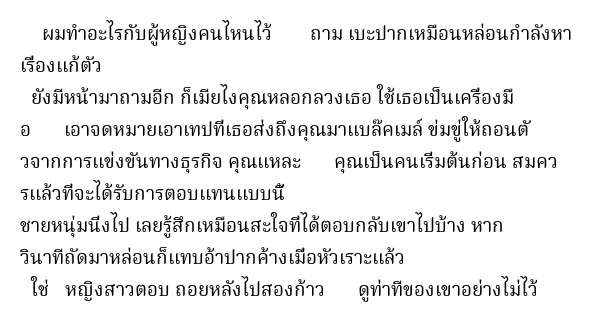 ผมทำอะไรกับผู้หญิงคนไหนไว้ ถาม เบะปากเหมือนหล่อนกำลังหา
เรื่องแก้ตัว
ยังมีหน้ามาถามอีก ก็เมียไงคุณหลอกลวงเธอ ใช้เธอเป็นเครื่องมื
อ เอาจดหมายเอาเทปที่เธอส่งถึงคุณมาแบล๊คเมล์ ข่มขู่ให้ถอนตั
วจากการแข่งขันทางธุรกิจ คุณแหละ คุณเป็นคนเริ่มต้นก่อน สมคว
รแล้วที่จะได้รับการตอบแทนแบบนี้
ชายหนุ่มนิ่งไป เลยรู้สึกเหมือนสะใจที่ได้ตอบกลับเขาไปบ้าง หาก
วินาทีถัดมาหล่อนก็แทบอ้าปากค้างเมื่อหัวเราะแล้ว
ใช่ หญิงสาวตอบ ถอยหลังไปสองก้าว ดูท่าทีของเขาอย่างไม่ไว้